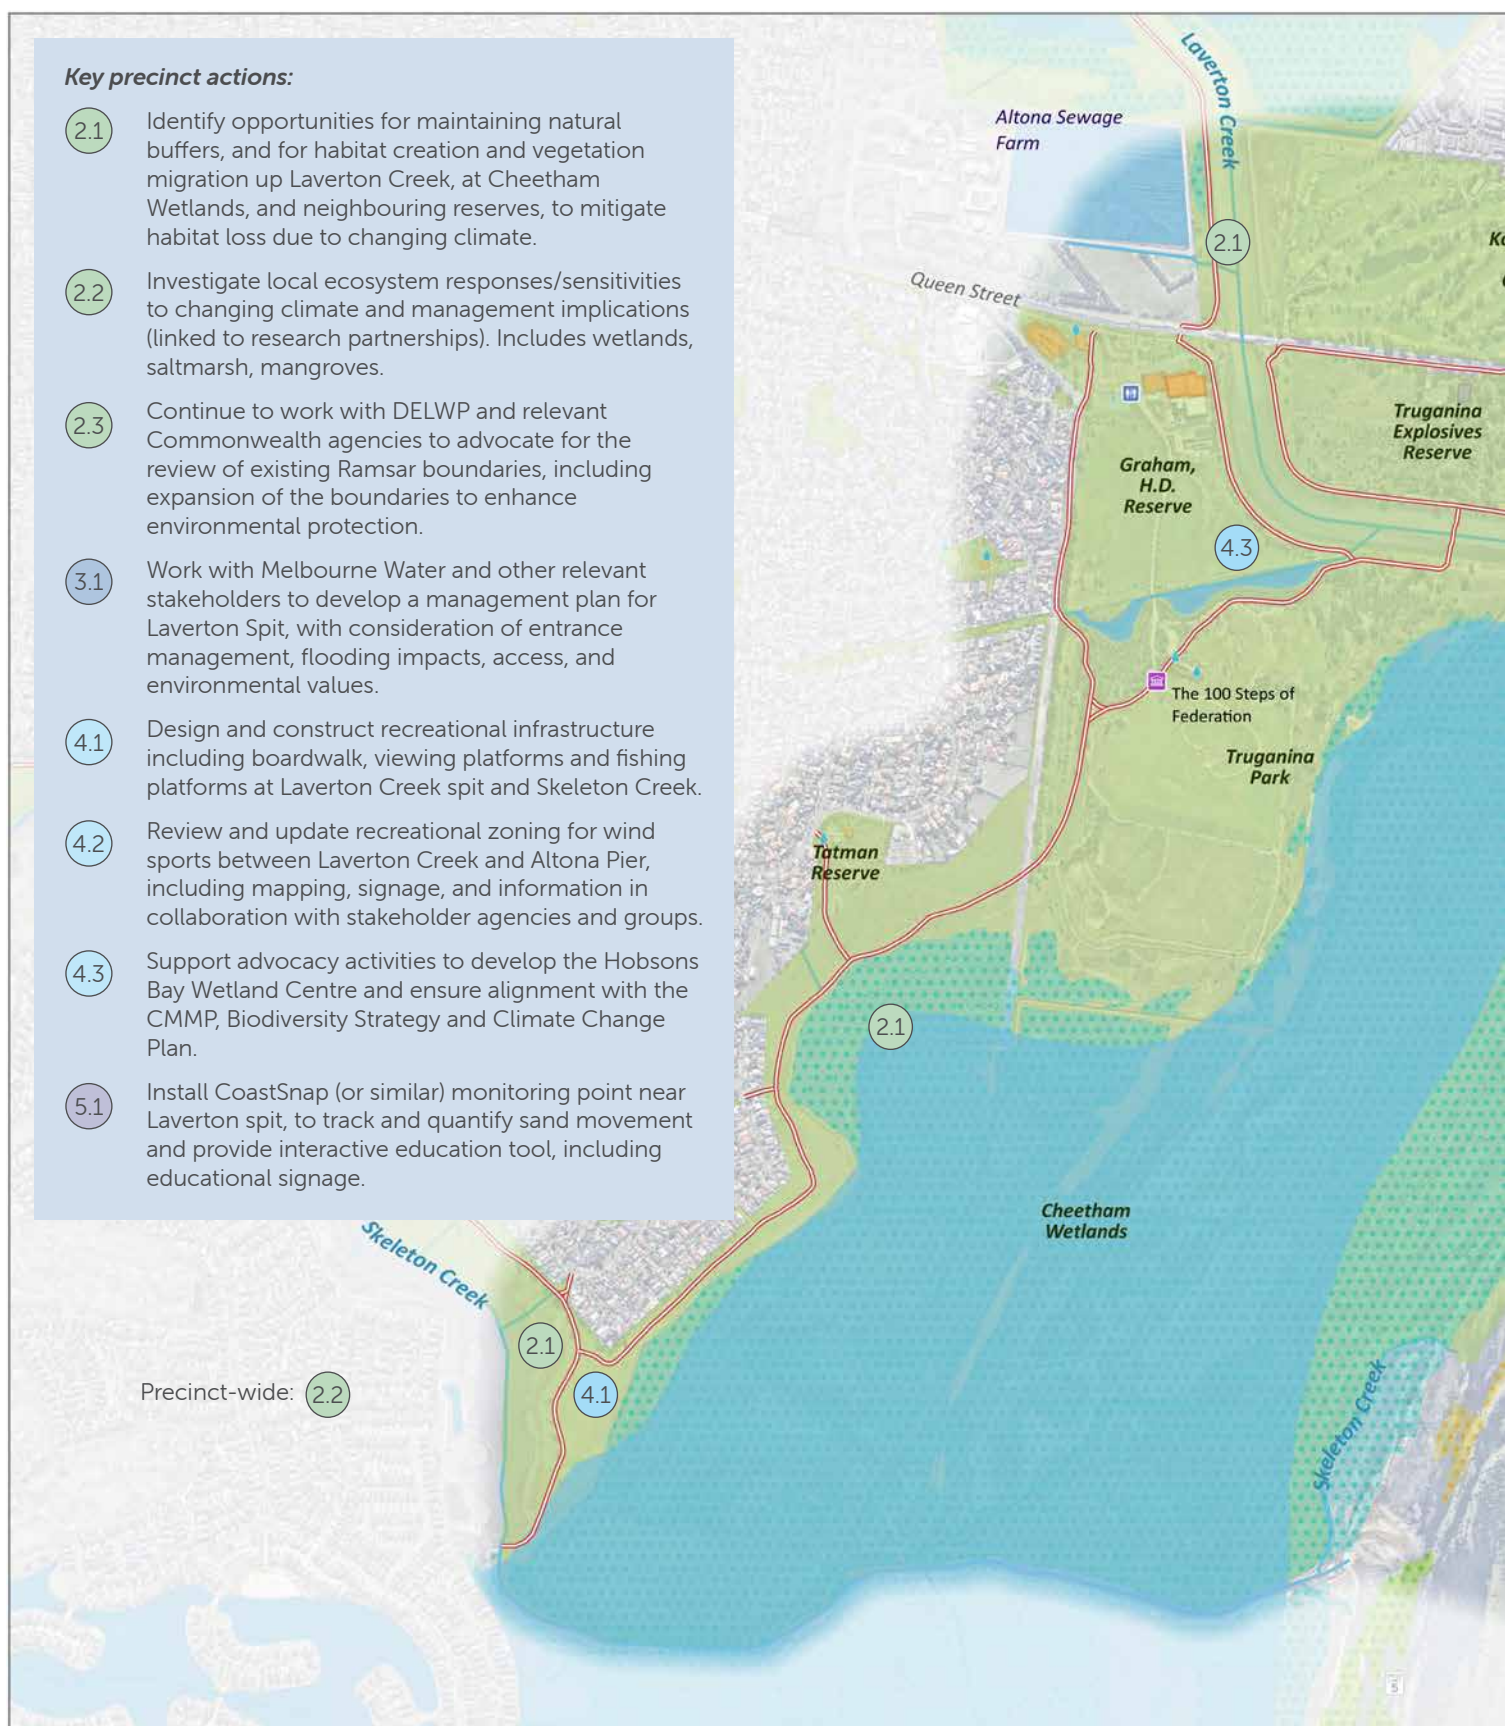 Key precinct actions:
2.1 Identify opportunities for maintaining natural
buffers, and for habitat creation and vegetation
migration up Laverton Creek, at Cheetham
Wetlands, and neighbouring reserves, to mitigate
habitat loss due to changing climate.
2.2 Investigate local ecosystem responses/sensitivities
to changing climate and management implications
(linked to research partnerships). Includes wetlands,
saltmarsh, mangroves.
2.3 Continue to work with DELWP and relevant
Commonwealth agencies to advocate for the
review of existing Ramsar boundaries, including
expansion of the boundaries to enhance
environmental protection.
3.1 Work with Melbourne Water and other relevant
stakeholders to develop a management plan for
Laverton Spit, with consideration of entrance
management, flooding impacts, access, and
environmental values.
4.1 Design and construct recreational infrastructure
including boardwalk, viewing platforms and fishing
platforms at Laverton Creek spit and Skeleton Creek.
4.2 Review and update recreational zoning for wind
sports between Laverton Creek and Altona Pier,
including mapping, signage, and information in
collaboration with stakeholder agencies and groups.
4.3 Support advocacy activities to develop the Hobsons
Bay Wetland Centre and ensure alignment with the
CMMP, Biodiversity Strategy and Climate Change
Plan.
5.1 Install CoastSnap (or similar) monitoring point near
Laverton spit, to track and quantify sand movement
and provide interactive education tool, including
educational signage.
Laverton Creek
Altona Sewage
Farm
2.1
Queen Street
Truganina
Explosives
Reserve
Graham,
H.D.
Reserve
4.3
The 100 Steps of
Federation
Truganina
Park
Tatman
Reserve
2.1
Cheetham
Wetlands
Skeleton Creek
2.1
Precinct-wide: 2.2
4.1
Skeleton Creek
5